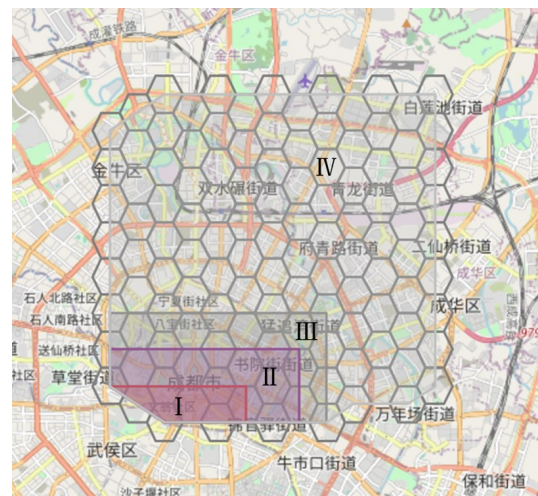 成灌铁路
金牛区
白莲池街道
金牛区
Ⅳ
双水碾街道
青龙街道
府青路街道
二仙桥街道
成华区
石人北路社区
宁夏街社区
成华区
石人南路社区
八宝街社区
猛追湾街道
Ⅲ
送仙桥社区
书院街街道
草堂街
成都市
Ⅱ
Ⅰ
万年场街道
武侯区
牛市口街道
保和街道